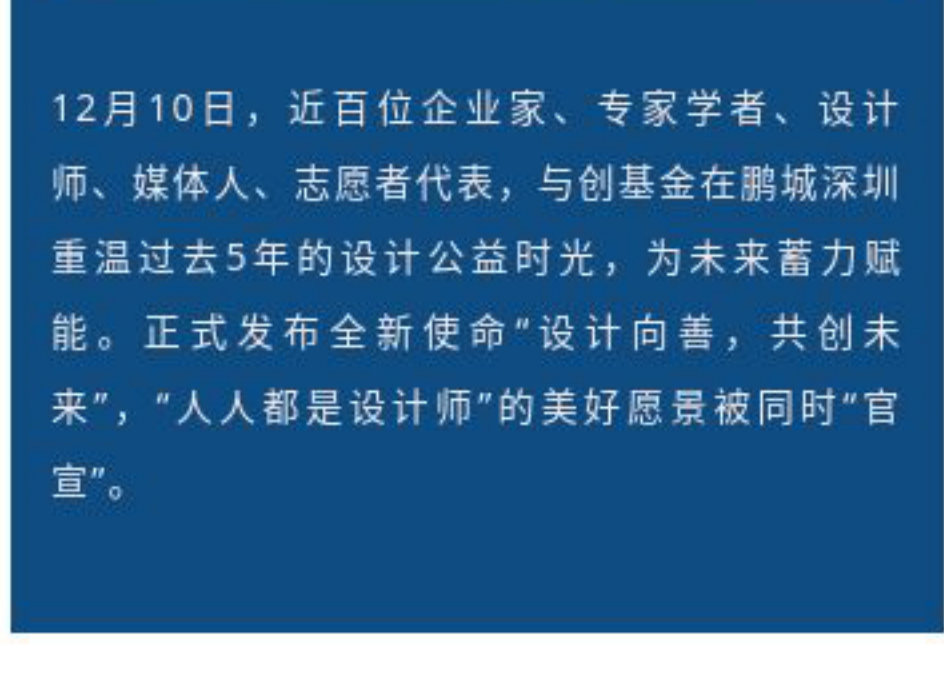 12月10日，近百位企业家、专家学者、设计
师、媒体人、志愿者代表，与创基金在鹏城深圳
重温过去5年的设计公益时光，为未来蓄力赋
能。正式发布全新使命“设计向善，共创未
来”，“人人都是设计师”的美好愿景被同时“官
宣”。